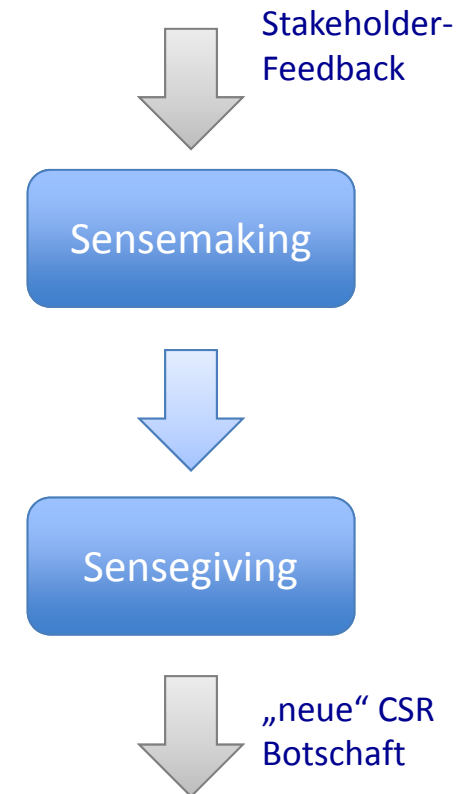 Stakeholder-
Feedback
Sensemaking
Sensegiving
„neue“ CSR
Botschaft